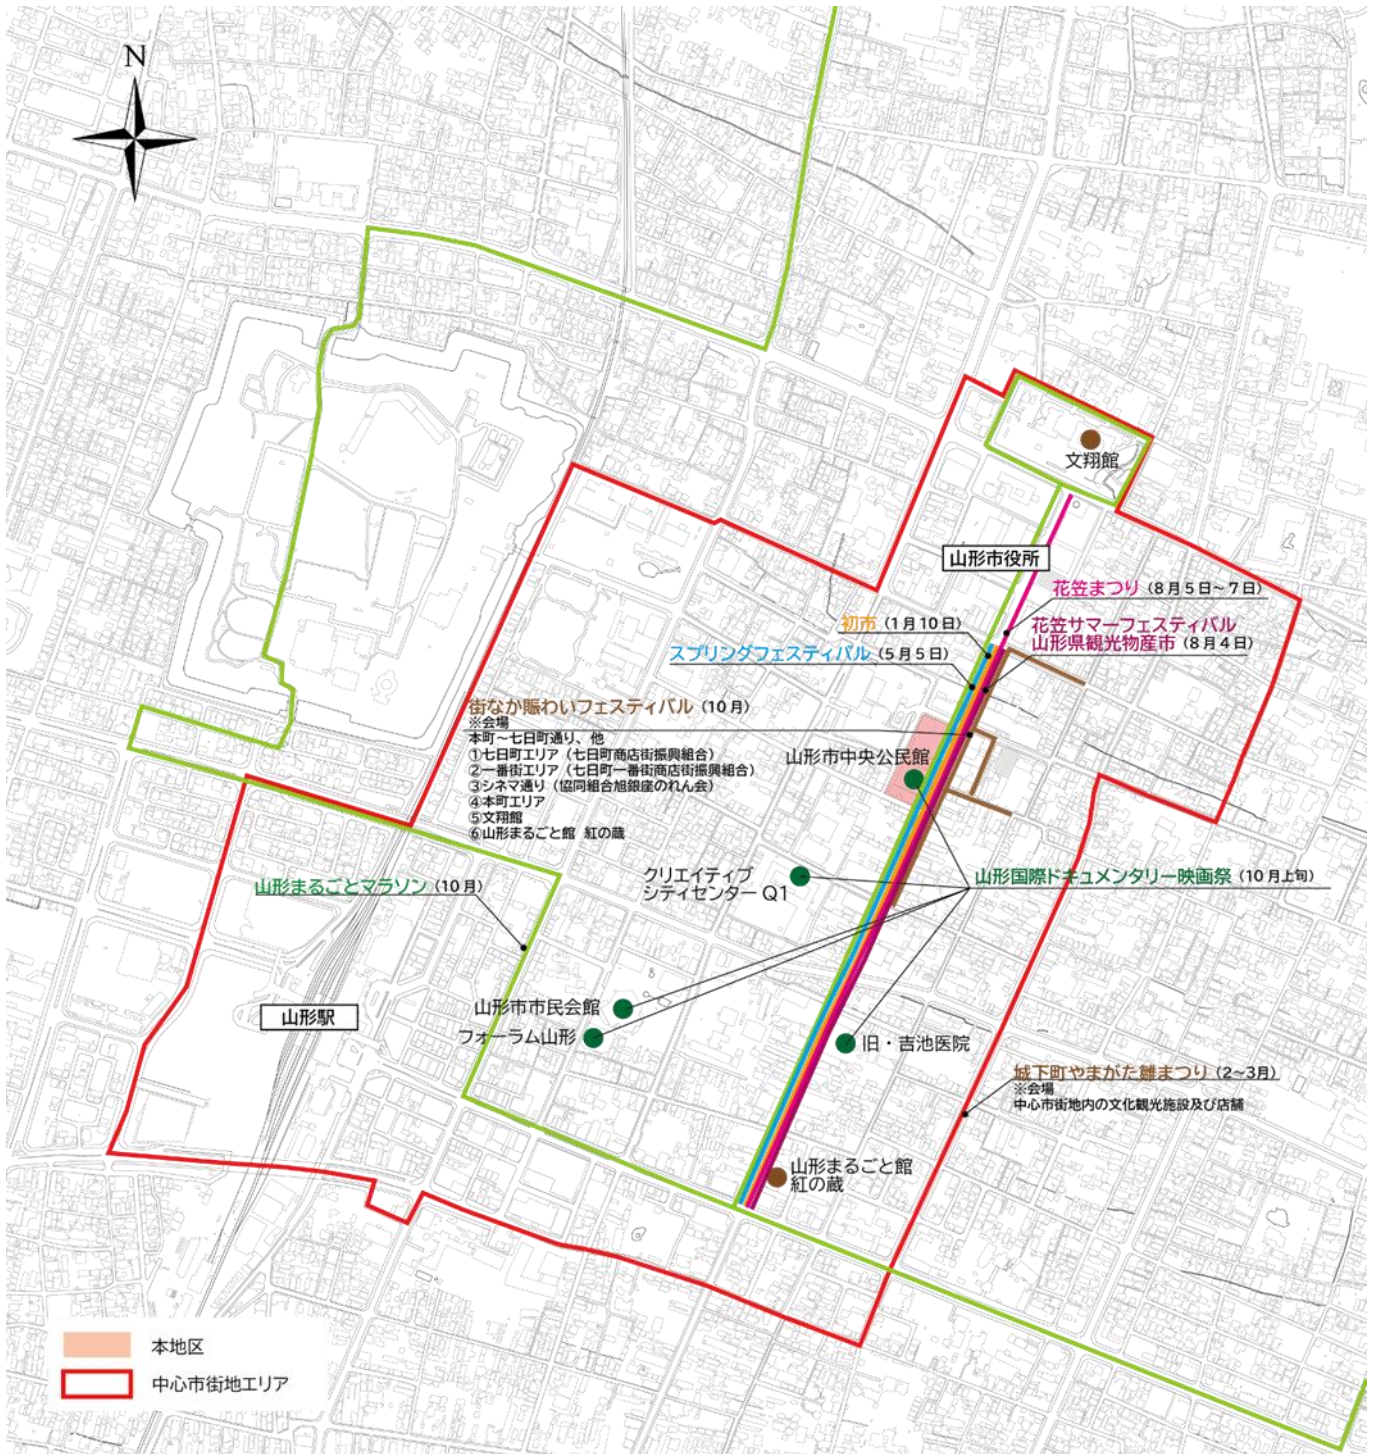 N
文翔館
山形市役所
花笠まつり（8月5日～7日）
初市（1月10日）
花笠サマーフェスティバル
山形県観光物産市（8月4日）
スプリングフェスティバル（5月5日）
街なか賑わいフェスティバル（10月）
※会場
本町～七日町通り、他
①七日町エリア（七日町商店街振興組合）
②一番街エリア（七日町一番街商店街振興組合）
③シネマ通り（協同組合旭銀座のれん会）
④本町エリア
⑤文翔館
⑥山形まるごと館 紅の蔵
山形市中央公民館
クリエイティブ
シティセンターQ1
山形国際ドキュメンタリー映画祭（10月上旬）
山形まるごとマラソン（10月）
山形市市民会館
山形駅
フォーラム山形
旧・吉池医院
城下町やまがた雛まつり（2～3月）
※会場
中心市街地内の文化観光施設及び店舗
山形まるごと館
紅の蔵
本地区
中心市街地エリア